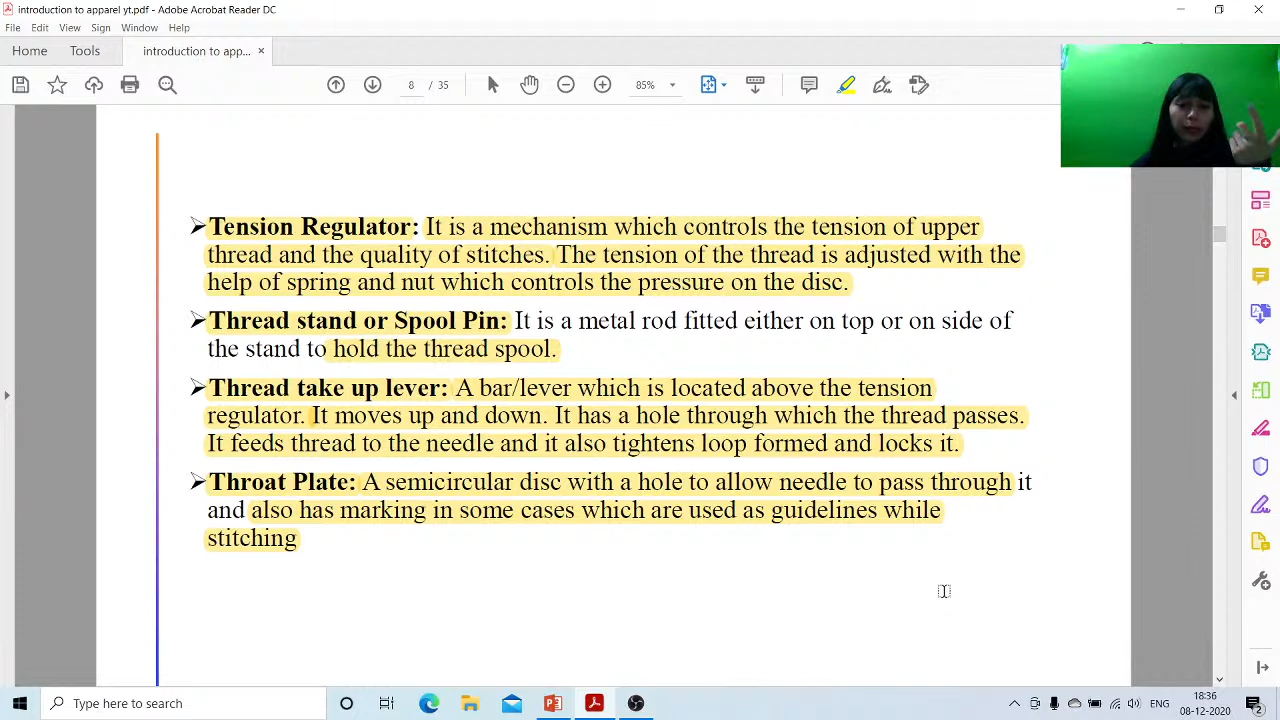 introduction to apparel yt.pdf - Adobe Acrobat Reader DC
File Edit View Sign Window Help
Home Tools introduction to app... ×
8 / 35 85%
Tension Regulator: It is a mechanism which controls the tension of upper
thread and the quality of stitches. The tension of the thread is adjusted with the
help of spring and nut which controls the pressure on the disc.
Thread stand or Spool Pin: It is a metal rod fitted either on top or on side of
the stand to hold the thread spool.
Thread take up lever: A bar/lever which is located above the tension
regulator. It moves up and down. It has a hole through which the thread passes.
It feeds thread to the needle and it also tightens loop formed and locks it.
Throat Plate: A semicircular disc with a hole to allow needle to pass through it
and also has marking in some cases which are used as guidelines while
stitching
Type here to search
ENG
18:36
08-12-2020
2